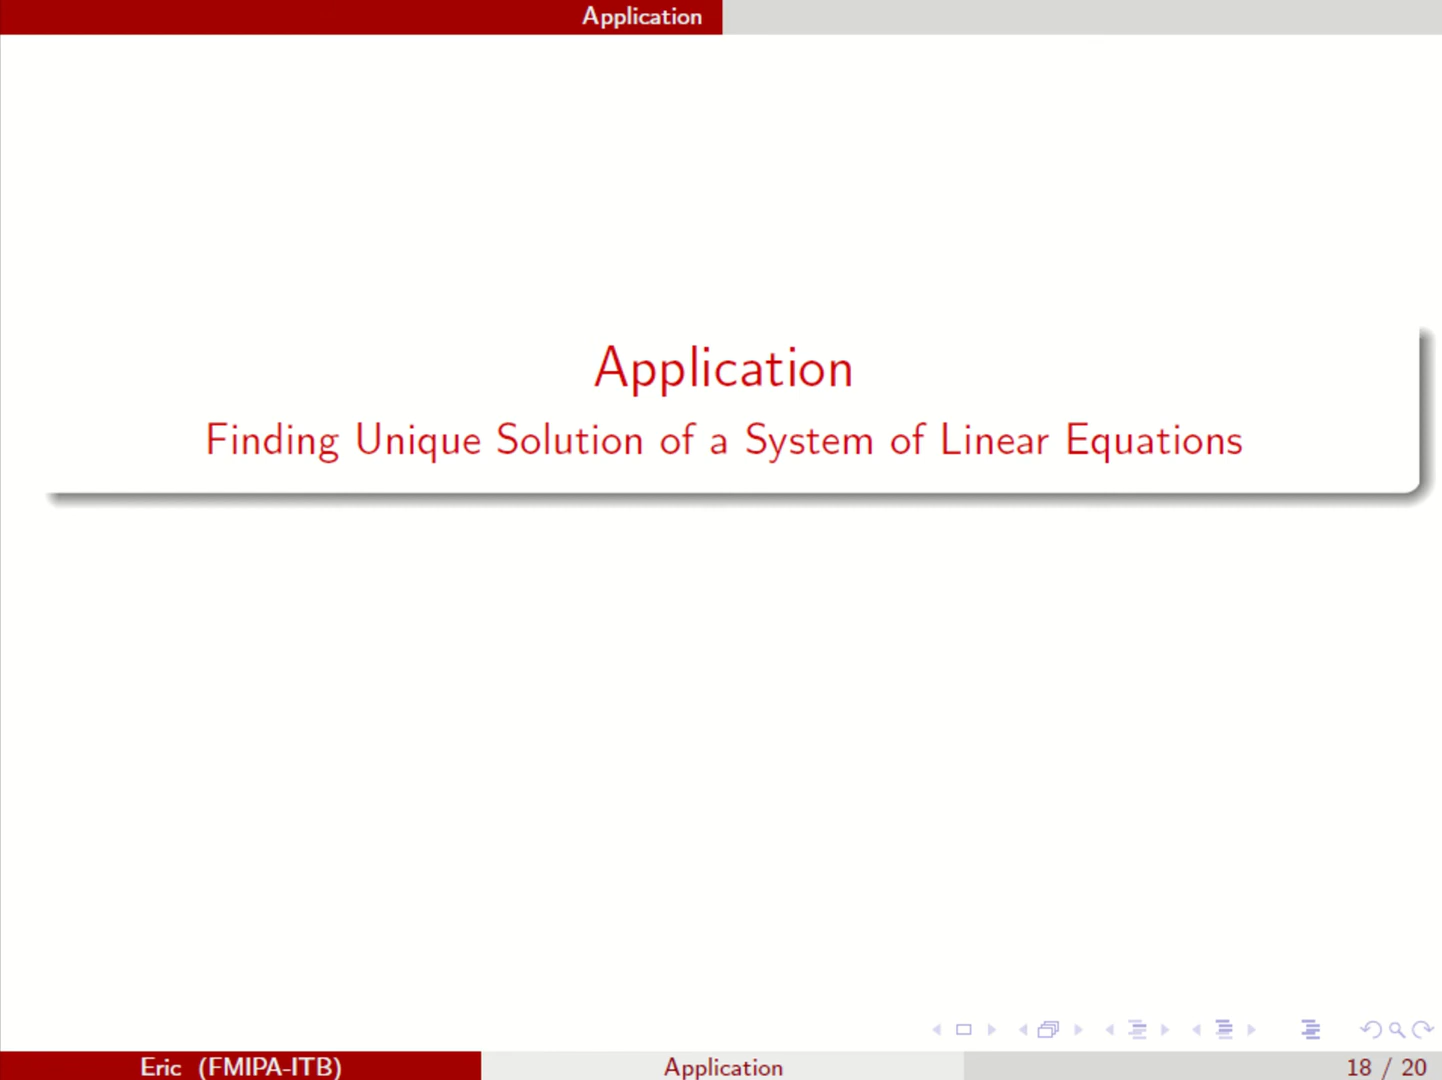 Application
Application
Finding Unique Solution of a System of Linear Equations
Eric (FMIPA-ITB)
Application
18 / 20